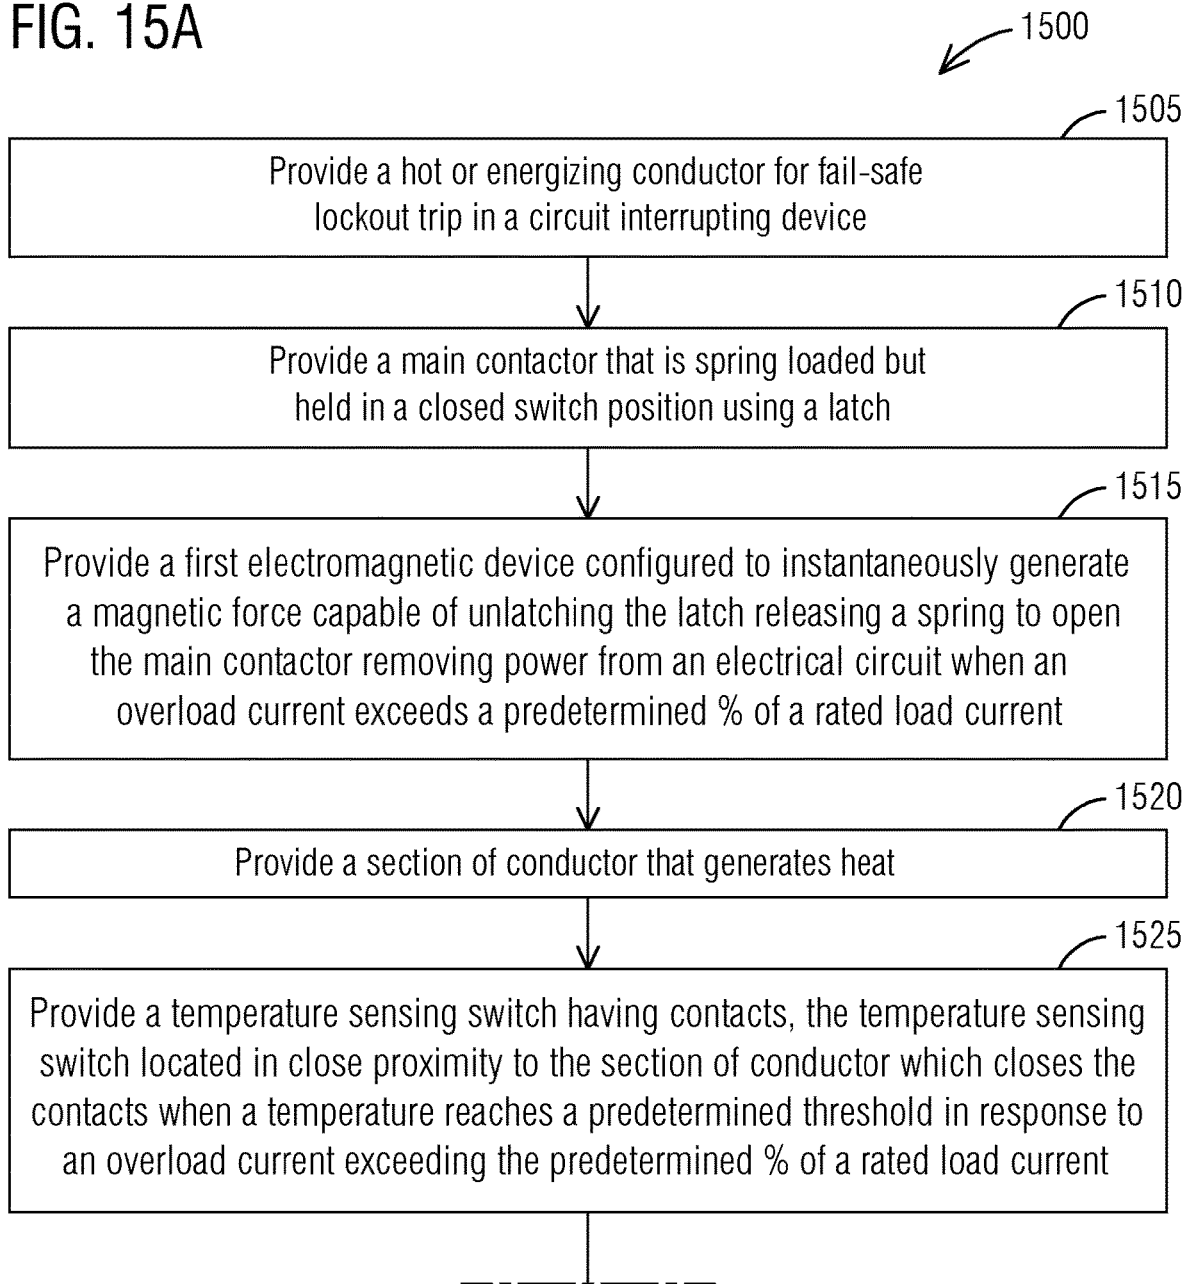 FIG. 15A
1500
1505
Provide a hot or energizing conductor for fail-safe
lockout trip in a circuit interrupting device
1510
Provide a main contactor that is spring loaded but
held in a closed switch position using a latch
1515
Provide a first electromagnetic device configured to instantaneously generate
a magnetic force capable of unlatching the latch releasing a spring to open
the main contactor removing power from an electrical circuit when an
overload current exceeds a predetermined % of a rated load current
1520
Provide a section of conductor that generates heat
1525
Provide a temperature sensing switch having contacts, the temperature sensing
switch located in close proximity to the section of conductor which closes the
contacts when a temperature reaches a predetermined threshold in response to
an overload current exceeding the predetermined % of a rated load current